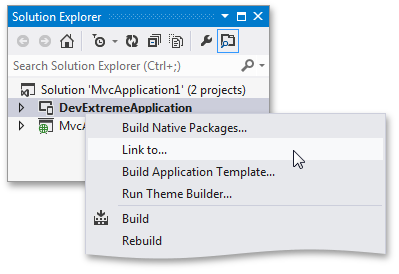 Solution Explorer
Search Solution Explorer (Ctrl+;)
Solution 'MvcApplication1' (2 projects)
DevExtremeApplication
Build Native Packages...
Link to...
Build Application Template...
Run Theme Builder...
Build
Rebuild